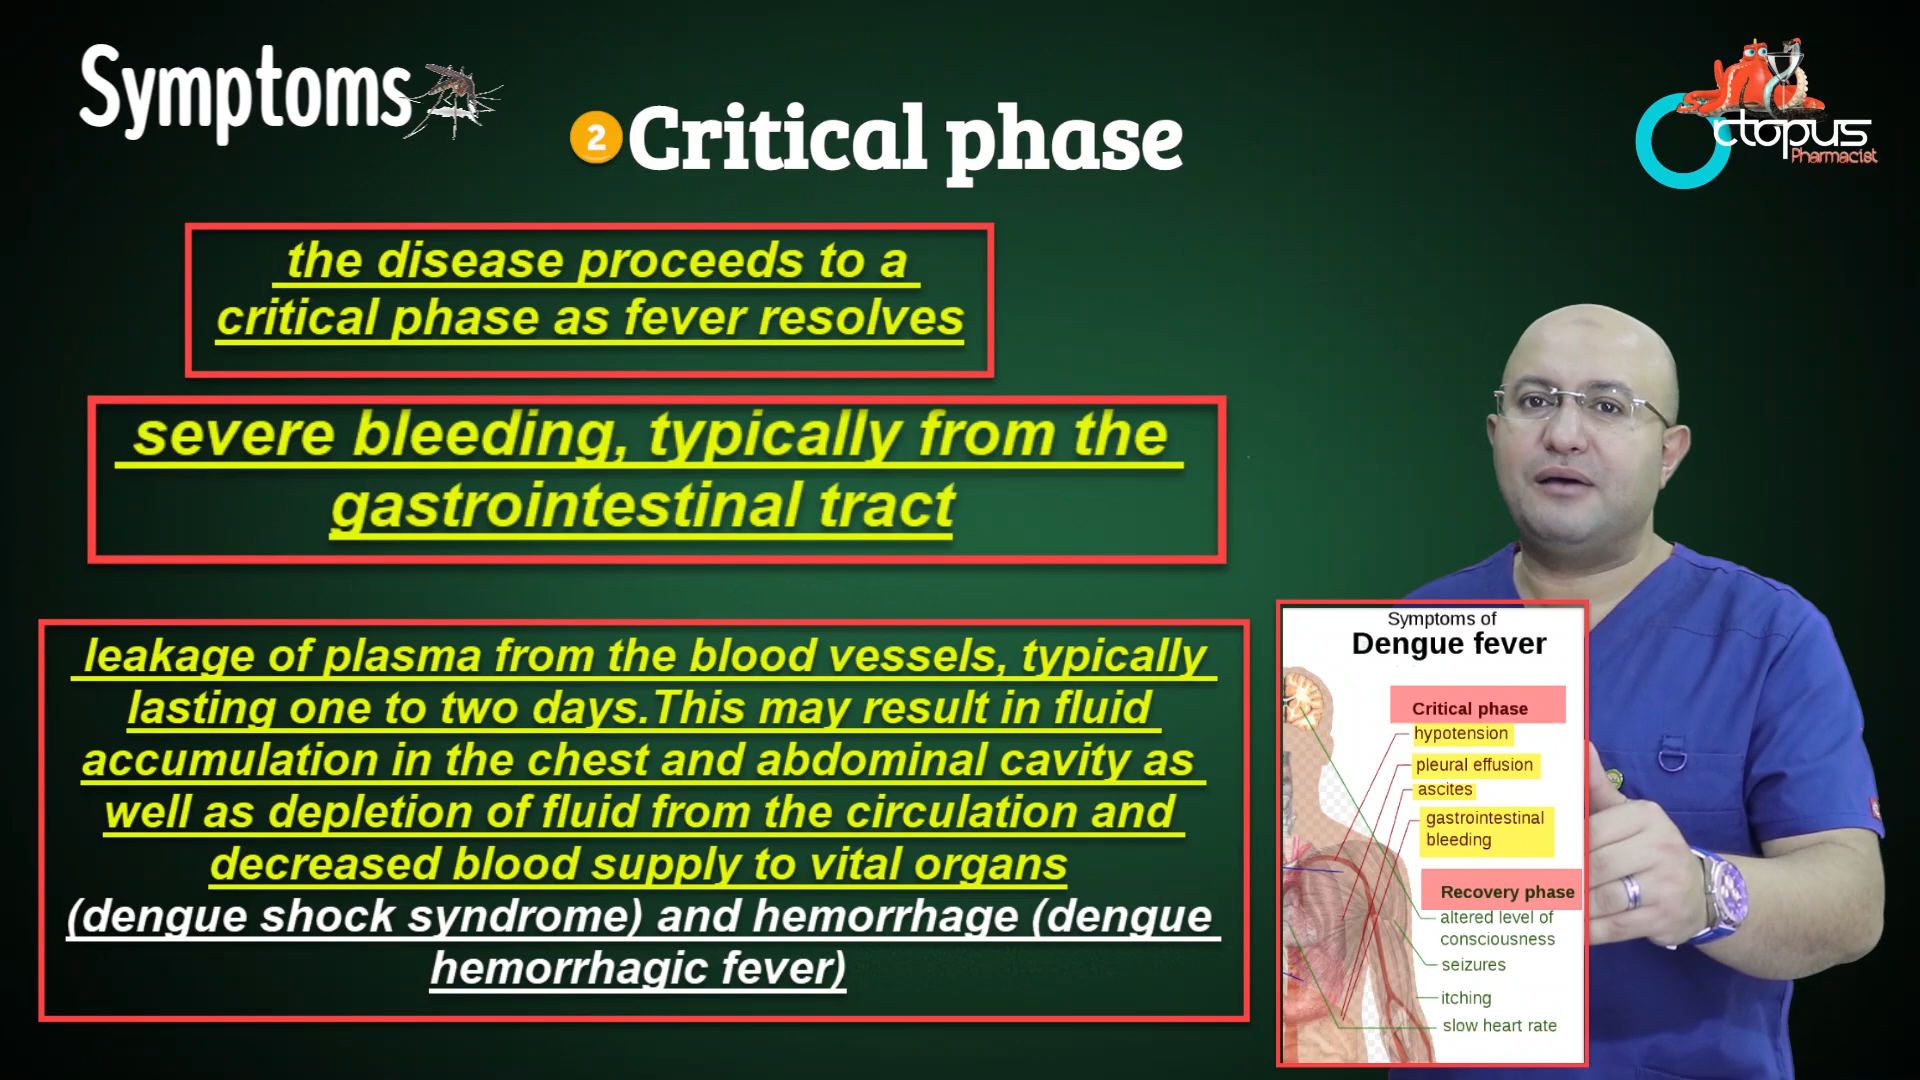 Symptoms
2 Critical phase
Octopus
Pharmacist
the disease proceeds to a
critical phase as fever resolves
severe bleeding, typically from the
gastrointestinal tract
leakage of plasma from the blood vessels, typically
lasting one to two days.This may result in fluid
accumulation in the chest and abdominal cavity as
well as depletion of fluid from the circulation and
decreased blood supply to vital organs
(dengue shock syndrome) and hemorrhage (dengue
hemorrhagic fever)
Symptoms of
Dengue fever
Critical phase
hypotension
pleural effusion
ascites
gastrointestinal
bleeding
Recovery phase
altered level of
consciousness
seizures
itching
slow heart rate